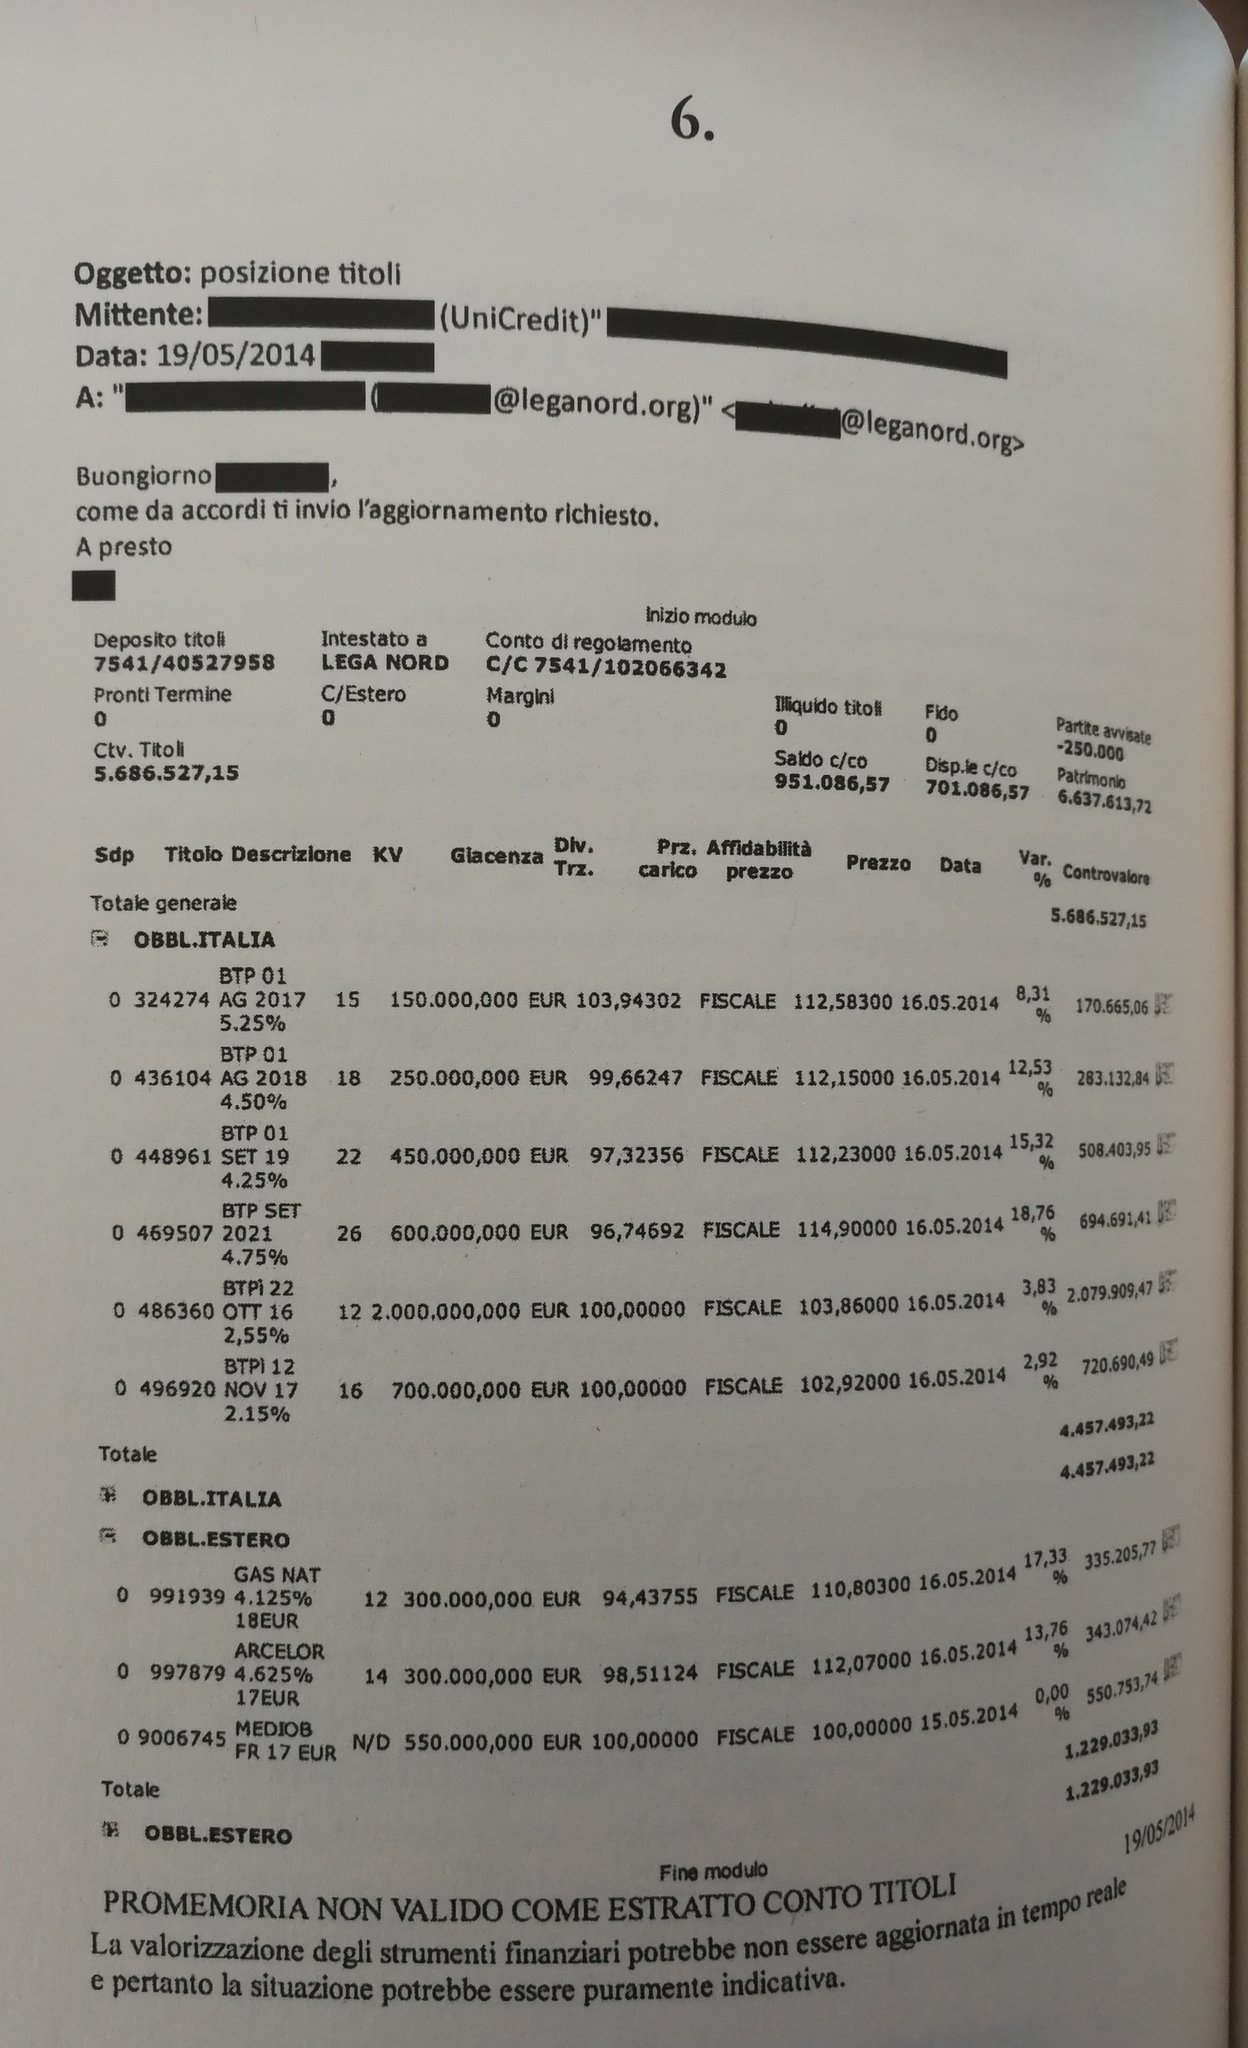 6.
Oggetto: posizione titoli
Mittente: (UniCredit)"
Data: 19/05/2014
A: " ( @leganord.org)" < @leganord.org>
Buongiorno ,
come da accordi ti invio l'aggiornamento richiesto.
A presto
Inizio modulo
Deposito titoli Intestato a Conto di regolamento
7541/40527958 LEGA NORD C/C 7541/102066342
Pronti Termine C/Estero Margini Illiquido titoli Fido Partite avvisate
0 0 0 0 0 -250.000
Ctv. Titoli Saldo c/co Disp.le c/co Patrimonio
5.686.527,15 951.086,57 701.086,57 6.637.613,72
Sdp Titolo Descrizione KV Giacenza Div. Trz. Prz. carico Affidabilità prezzo Prezzo Data Var. % Controvalore
Totale generale 5.686.527,15
OBBL.ITALIA
BTP 01
0 324274 AG 2017 15 150.000,000 EUR 103,94302 FISCALE 112,58300 16.05.2014 8,31 % 170.665,06
5.25%
BTP 01
0 436104 AG 2018 18 250.000,000 EUR 99,66247 FISCALE 112,15000 16.05.2014 12,53 % 283.132,84
4.50%
BTP 01
0 448961 SET 19 22 450.000,000 EUR 97,32356 FISCALE 112,23000 16.05.2014 15,32 % 508.403,95
4.25%
BTP SET
0 469507 2021 26 600.000,000 EUR 96,74692 FISCALE 114,90000 16.05.2014 18,76 % 694.691,41
4.75%
BTPi 22
0 486360 OTT 16 12 2.000.000,000 EUR 100,00000 FISCALE 103,86000 16.05.2014 3,83 % 2.079.909,47
2,55%
BTPi 12
0 496920 NOV 17 16 700.000,000 EUR 100,00000 FISCALE 102,92000 16.05.2014 2,92 % 720.690,49
2.15%
4.457.493,22
Totale 4.457.493,22
OBBL.ITALIA
OBBL.ESTERO
GAS NAT
0 991939 4.125% 12 300.000,000 EUR 94,43755 FISCALE 110,80300 16.05.2014 17,33 % 335.205,77
18EUR
ARCELOR
0 997879 4.625% 14 300.000,000 EUR 98,51124 FISCALE 112,07000 16.05.2014 13,76 % 343.074,42
17EUR
0 9006745 MEDIOB N/D 550.000,000 EUR 100,00000 FISCALE 100,00000 15.05.2014 0,00 % 550.753,74
FR 17 EUR
1.229.033,93
Totale 1.229.033,93
OBBL.ESTERO
19/05/2014
Fine modulo
PROMEMORIA NON VALIDO COME ESTRATTO CONTO TITOLI
La valorizzazione degli strumenti finanziari potrebbe non essere aggiornata in tempo reale
e pertanto la situazione potrebbe essere puramente indicativa.